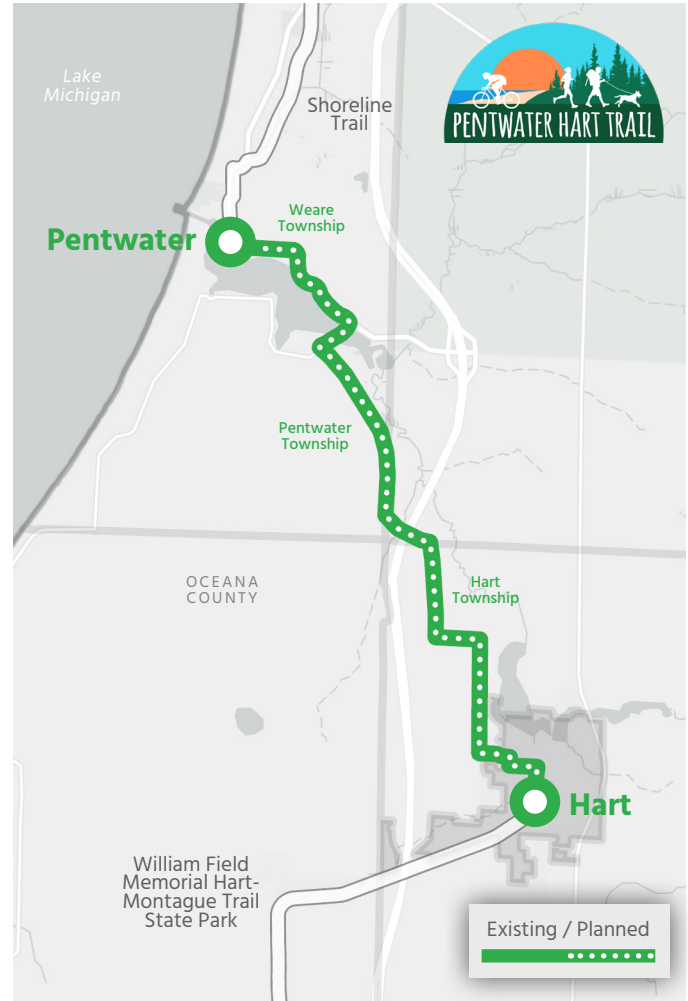 Lake
Michigan
Shoreline
Trail
PENTWATER HART TRAIL
Weare
Township
Pentwater
Pentwater
Township
OCEANA
COUNTY
Hart
Township
Hart
William Field
Memorial Hart-
Montague Trail
State Park
Existing / Planned